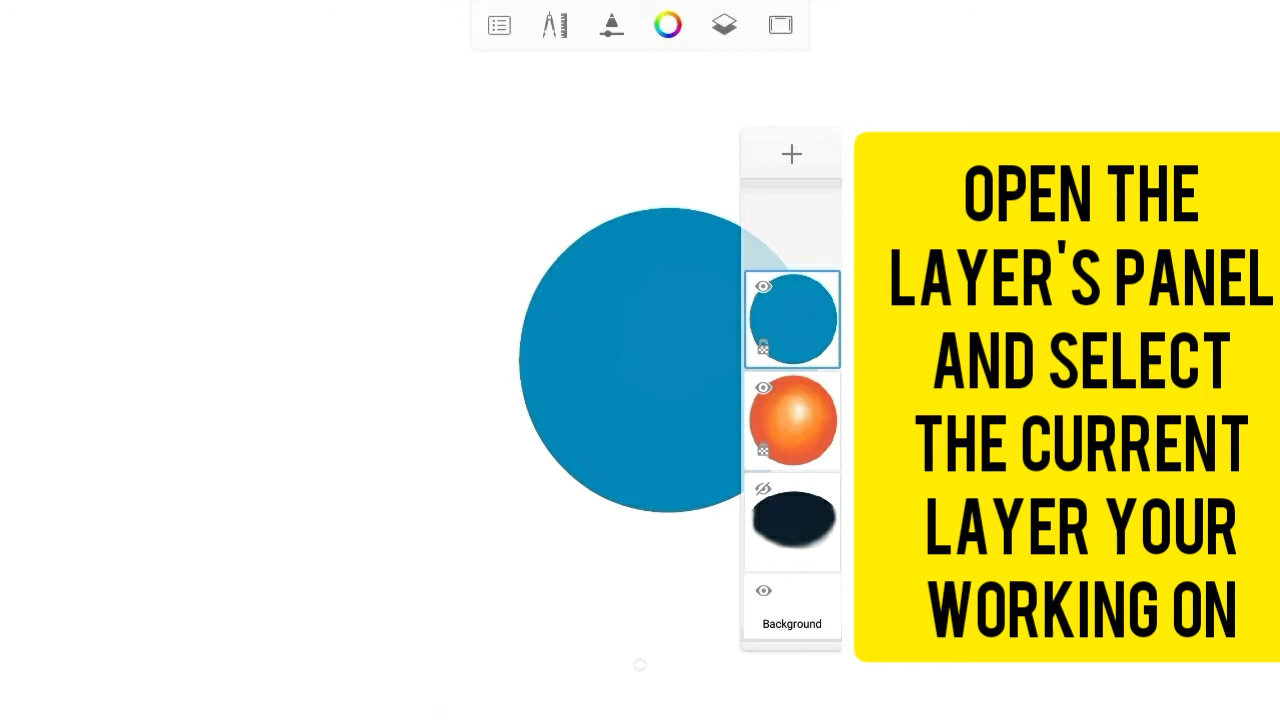 OPEN THE
LAYER'S PANEL
AND SELECT
THE CURRENT
LAYER YOUR
WORKING ON
Background